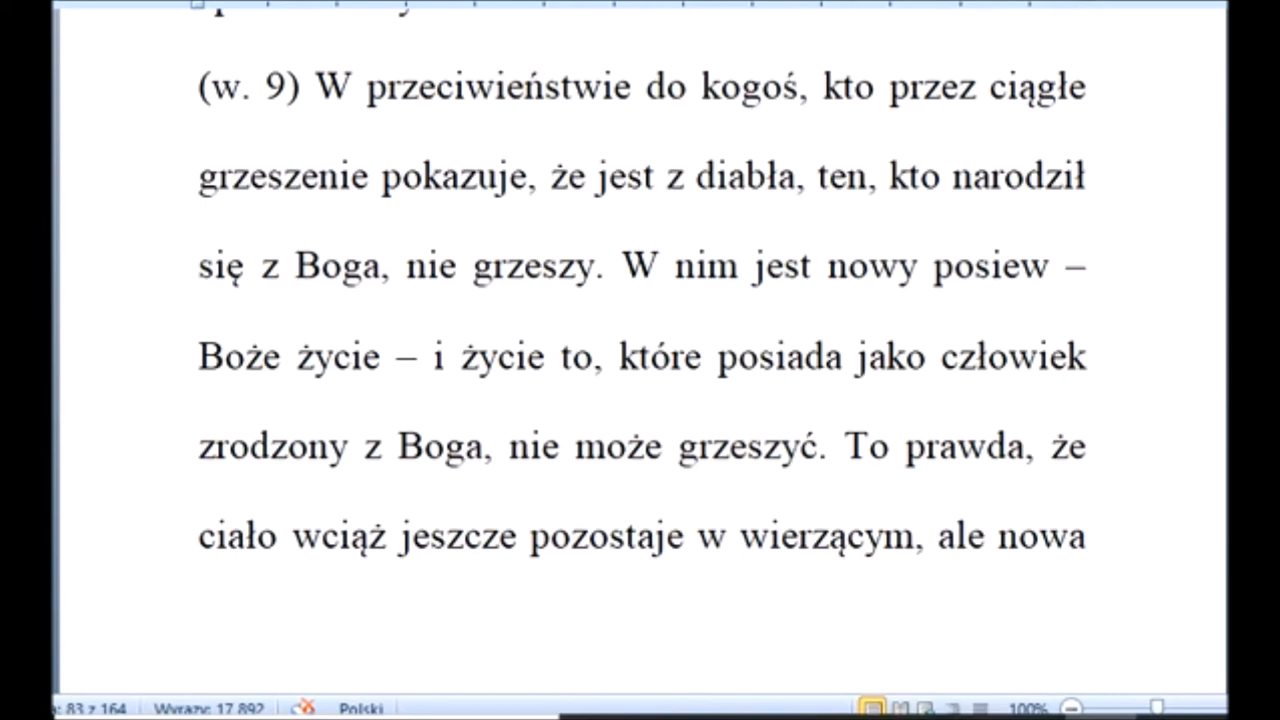 (w. 9) W przeciwieństwie do kogoś, kto przez ciągłe
grzeszenie pokazuje, że jest z diabła, ten, kto narodził
się z Boga, nie grzeszy. W nim jest nowy posiew –
Boże życie – i życie to, które posiada jako człowiek
zrodzony z Boga, nie może grzeszyć. To prawda, że
ciało wciąż jeszcze pozostaje w wierzącym, ale nowa
83 z 164 Wyrazy: 17 892 Polski 100%